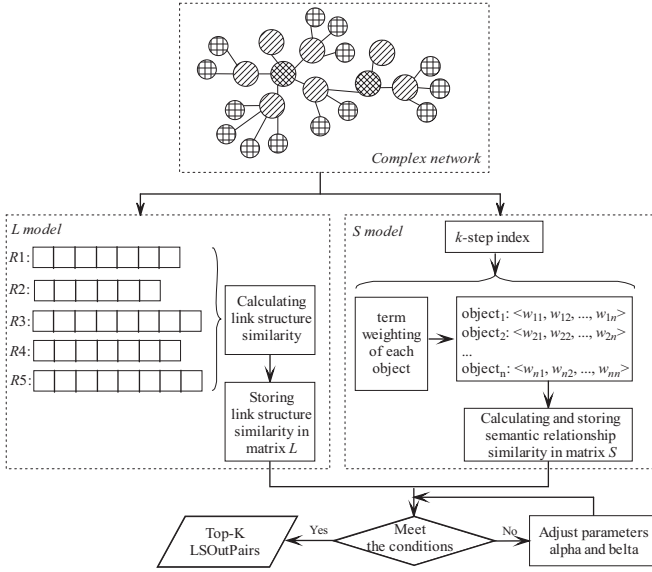 Complex network
L model
R1:
R2:
R3:
R4:
R5:
Calculating
link structure
similarity
Storing
link structure
similarity in
matrix L
S model
k-step index
term
weighting
of each
object
object₁: <w₁₁, w₁₂, ..., w₁ₙ>
object₂: <w₂₁, w₂₂, ..., w₂ₙ>
...
objectₙ: <wₙ₁, wₙ₂, ..., wₙₙ>
Calculating and storing
semantic relationship
similarity in matrix S
Top-K
LSOutPairs
Yes
Meet
the conditions
No
Adjust parameters
alpha and belta